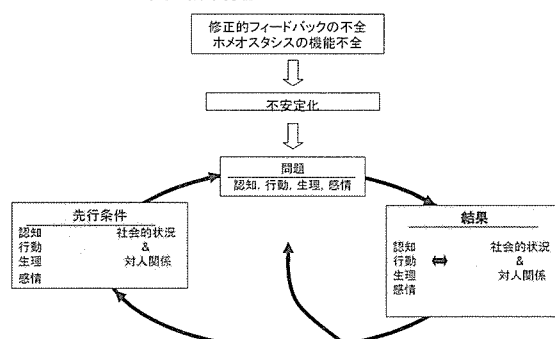 修正的フィードバックの不全
ホメオスタシスの機能不全
不安定化
問題
認知, 行動, 生理, 感情
先行条件
認知 社会的状況
行動 &
生理 対人関係
感情
結果
認知 社会的状況
行動 ⇔ &
生理 対人関係
感情